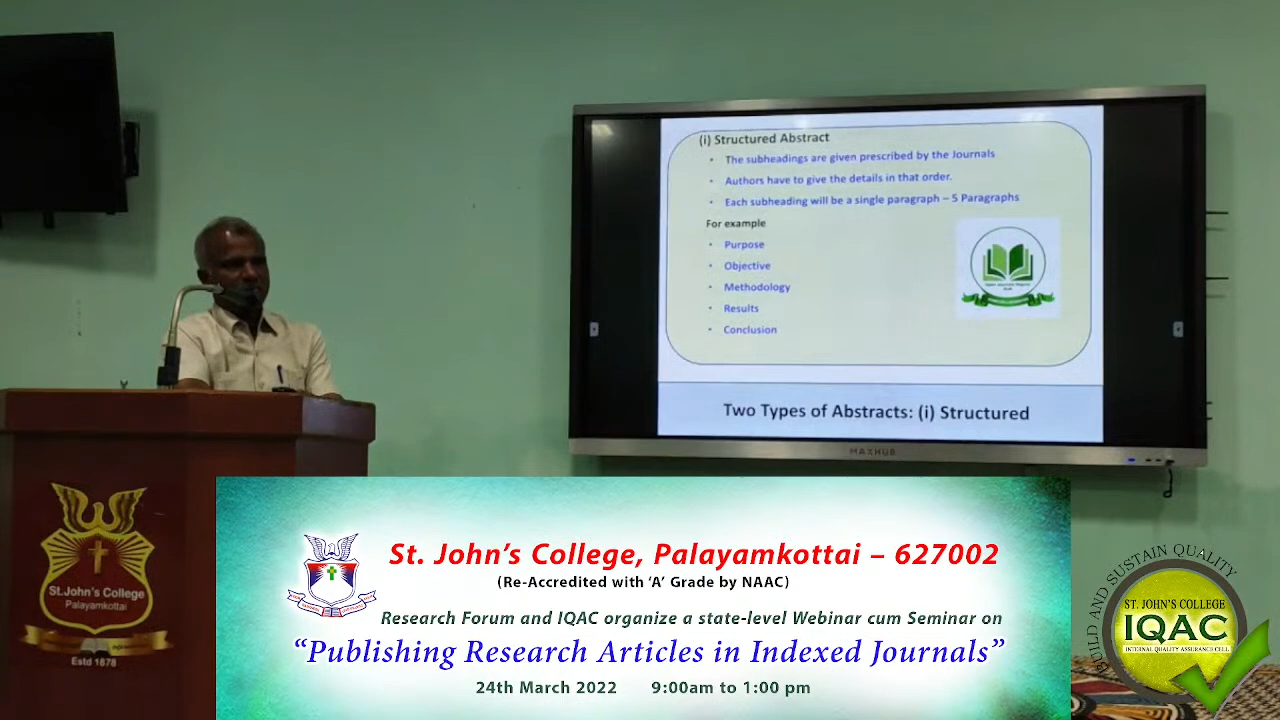 (i) Structured Abstract
• The subheadings are given prescribed by the Journals
• Authors have to give the details in that order.
• Each subheading will be a single paragraph – 5 Paragraphs
For example
• Purpose
• Objective
• Methodology
• Results
• Conclusion
Two Types of Abstracts: (i) Structured
MAXHUB
St.John's College
Palayamkottai
Estd 1878
St. John's College, Palayamkottai – 627002
(Re-Accredited with 'A' Grade by NAAC)
Research Forum and IQAC organize a state-level Webinar cum Seminar on
"Publishing Research Articles in Indexed Journals"
24th March 2022 9:00am to 1:00 pm
BUILD AND SUSTAIN QUALITY
ST. JOHN'S COLLEGE
IQAC
INTERNAL QUALITY ASSURANCE CELL